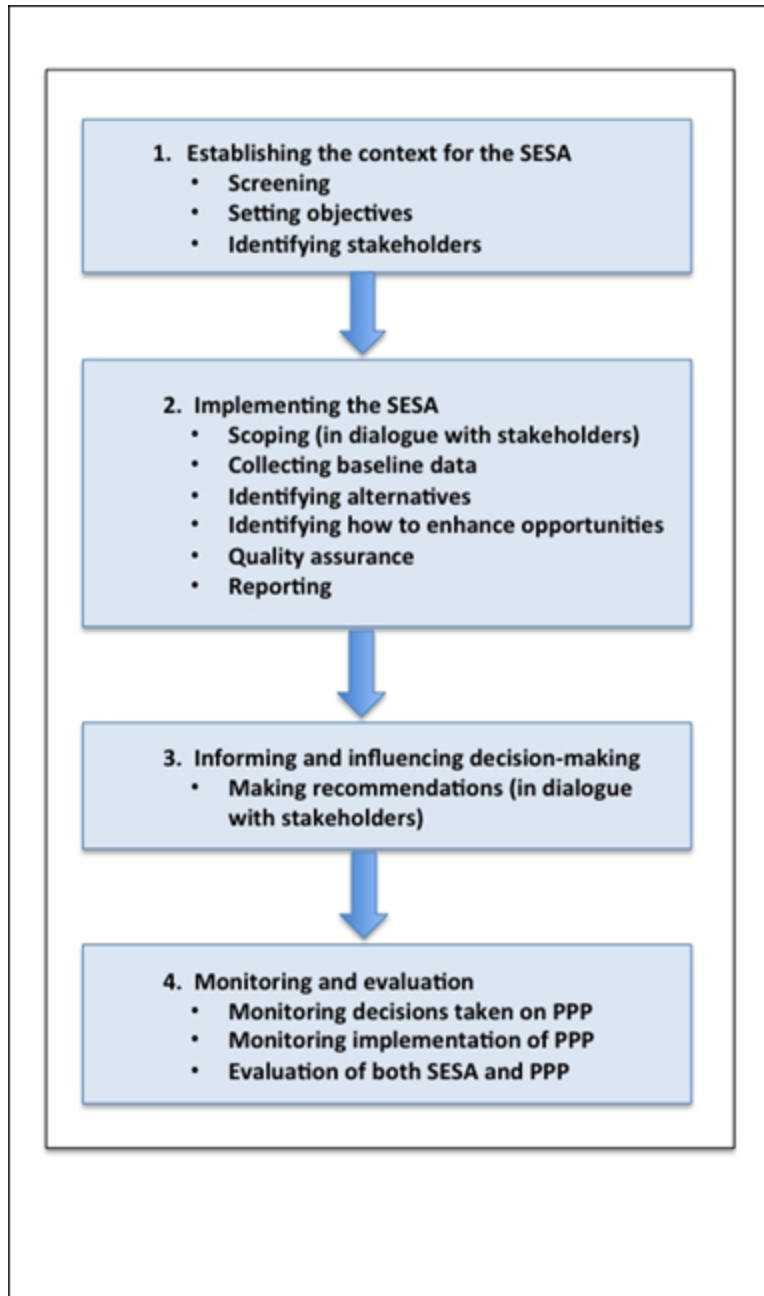 1. Establishing the context for the SESA
• Screening
• Setting objectives
• Identifying stakeholders
2. Implementing the SESA
• Scoping (in dialogue with stakeholders)
• Collecting baseline data
• Identifying alternatives
• Identifying how to enhance opportunities
• Quality assurance
• Reporting
3. Informing and influencing decision-making
• Making recommendations (in dialogue
with stakeholders)
4. Monitoring and evaluation
• Monitoring decisions taken on PPP
• Monitoring implementation of PPP
• Evaluation of both SESA and PPP